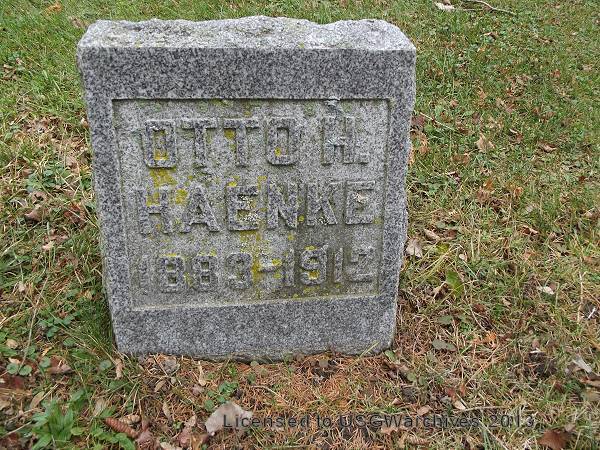 OTTO H.
HAENKE
1883-1912
Licensed to USGWarchives 2013